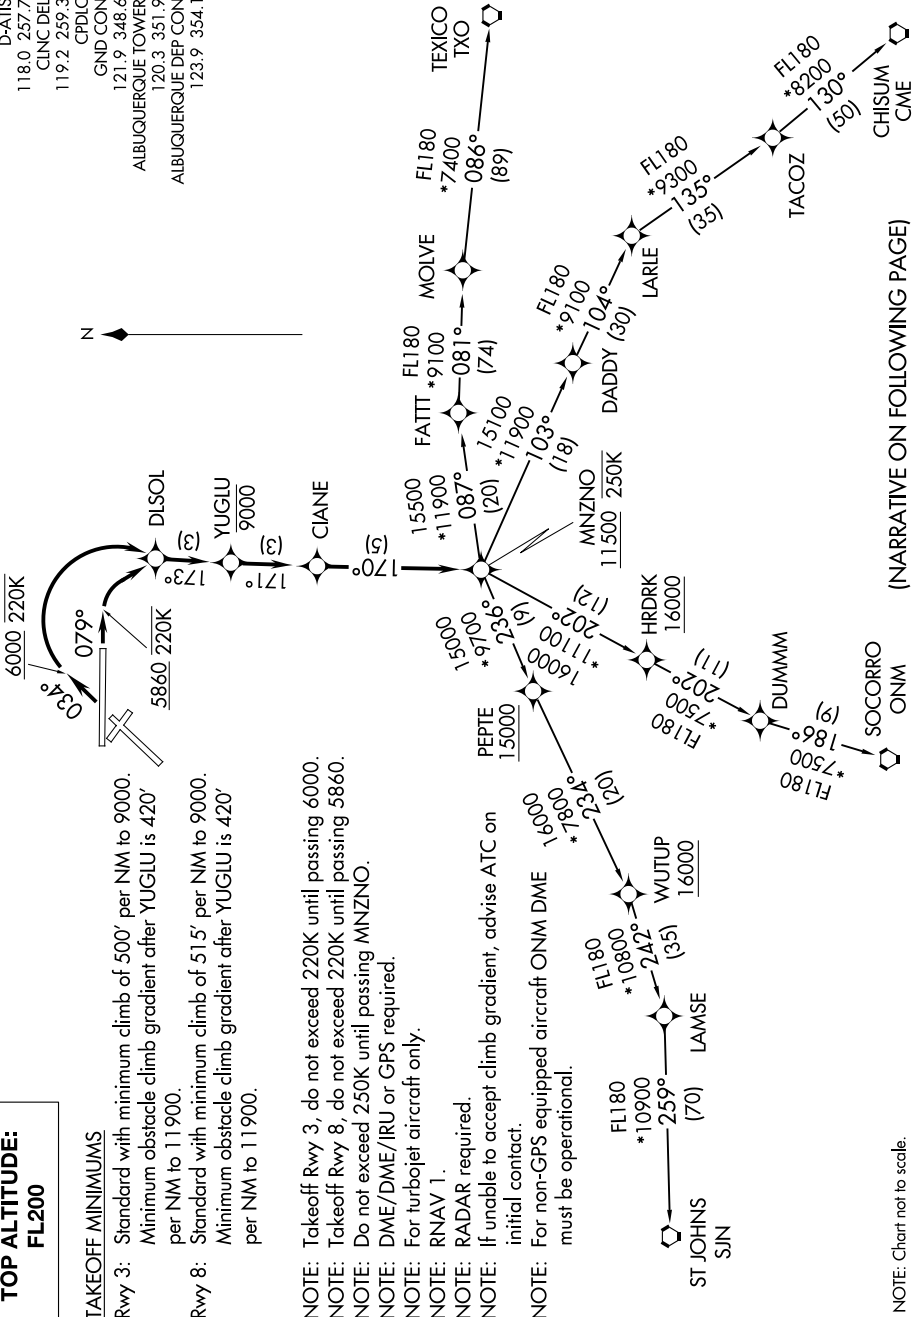 TOP ALTITUDE:
FL200
TAKEOFF MINIMUMS
Rwy 3: Standard with minimum climb of 500' per NM to 9000.
Minimum obstacle climb gradient after YUGLU is 420'
per NM to 11900.
Rwy 8: Standard with minimum climb of 515' per NM to 9000.
Minimum obstacle climb gradient after YUGLU is 420'
per NM to 11900.
NOTE: Takeoff Rwy 3, do not exceed 220K until passing 6000.
NOTE: Takeoff Rwy 8, do not exceed 220K until passing 5860.
NOTE: Do not exceed 250K until passing MNZNO.
NOTE: DME/DME/IRU or GPS required.
NOTE: For turbojet aircraft only.
NOTE: RNAV 1.
NOTE: RADAR required.
NOTE: If unable to accept climb gradient, advise ATC on
initial contact.
NOTE: For non-GPS equipped aircraft ONM DME
must be operational.
D-ATIS
118.0 257.7
CLNC DEL
119.2 259.3
CPDLC
GND CON
121.9 348.6
ALBUQUERQUE TOWER
120.3 351.9
ALBUQUERQUE DEP CON
123.9 354.1
N
6000 220K
034°
079°
5860 220K
DLSOL
173°
(3)
YUGLU
9000
171°
(3)
CIANE
170°
(5)
MNZNO
11500 250K
15500
*11900
087°
(20)
FATTT
FL180
*9100
081°
(74)
MOLVE
FL180
*7400
086°
(89)
TEXICO
TXO
15100
*11900
103°
(18)
DADDY
FL180
*9100
104°
(30)
LARLE
FL180
*9300
135°
(35)
TACOZ
FL180
*8200
130°
(50)
CHISUM
CME
16000
*11100
202°
(12)
HRDRK
16000
FL180
*7500
202°
(11)
DUMMM
FL180
*7500
186°
(9)
SOCORRO
ONM
15000
*9700
236°
(9)
PEPTE
15000
16000
*7800
234°
(20)
WUTUP
16000
FL180
*10800
242°
(35)
LAMSE
FL180
*10900
259°
(70)
ST JOHNS
SJN
NOTE: Chart not to scale.
(NARRATIVE ON FOLLOWING PAGE)